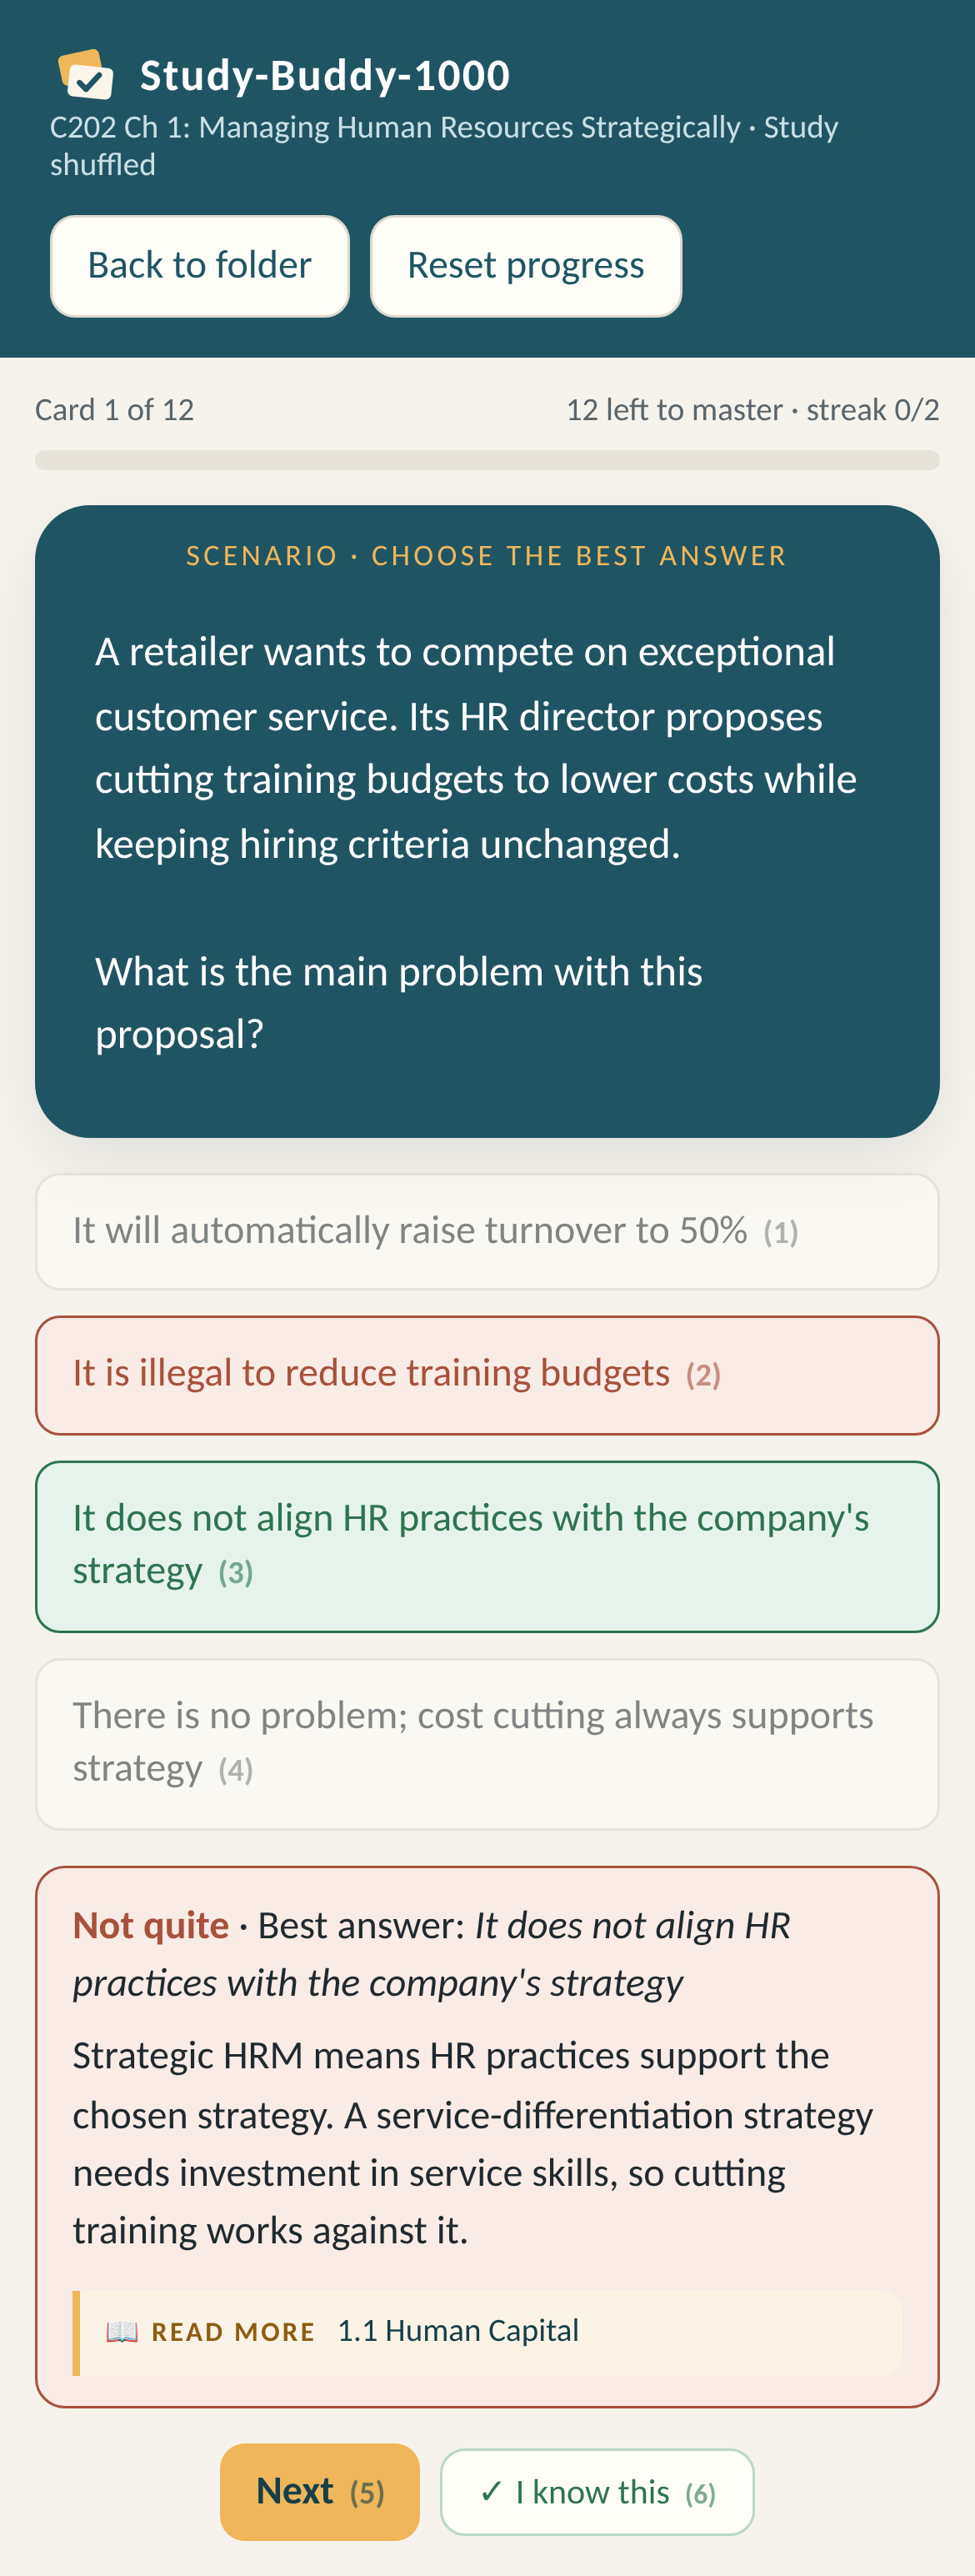 Study-Buddy-1000
C202 Ch 1: Managing Human Resources Strategically · Study
shuffled
Back to folder
Reset progress
Card 1 of 12
12 left to master · streak 0/2
SCENARIO · CHOOSE THE BEST ANSWER
A retailer wants to compete on exceptional
customer service. Its HR director proposes
cutting training budgets to lower costs while
keeping hiring criteria unchanged.
What is the main problem with this
proposal?
It will automatically raise turnover to 50% (1)
It is illegal to reduce training budgets (2)
It does not align HR practices with the company's
strategy (3)
There is no problem; cost cutting always supports
strategy (4)
Not quite · Best answer: It does not align HR
practices with the company's strategy
Strategic HRM means HR practices support the
chosen strategy. A service-differentiation strategy
needs investment in service skills, so cutting
training works against it.
📖 READ MORE 1.1 Human Capital
Next (5)
✓ I know this (6)